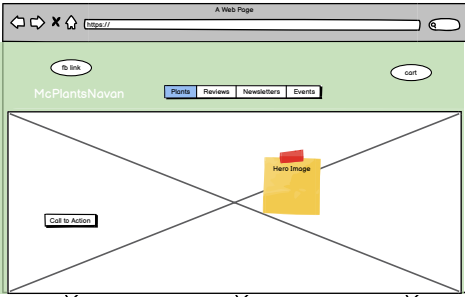 A Web Page
https://
fb link
cart
McPlantsNavan
Plants Reviews Newsletters Events
Hero Image
Call to Action